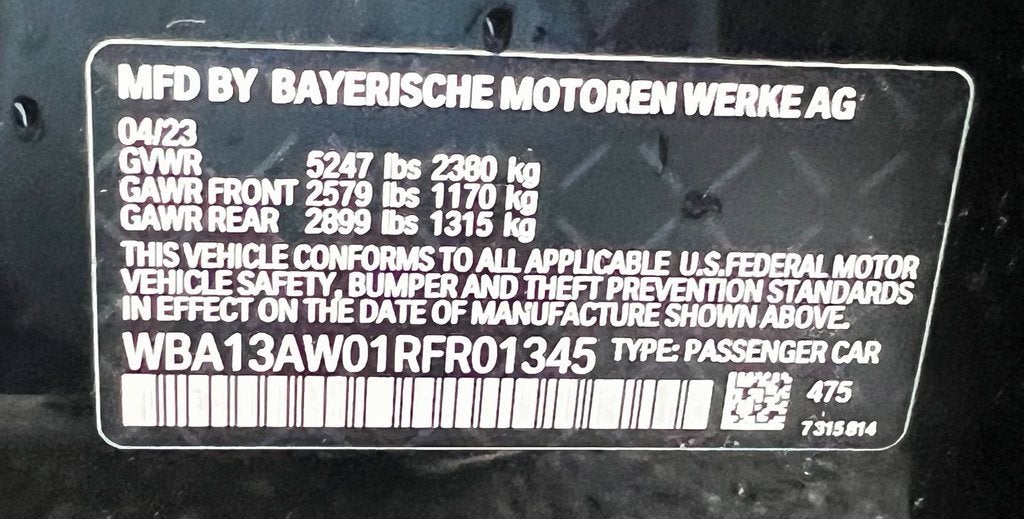 MFD BY BAYERISCHE MOTOREN WERKE AG
04/23
GVWR 5247 lbs 2380 kg
GAWR FRONT 2579 lbs 1170 kg
GAWR REAR 2899 lbs 1315 kg
THIS VEHICLE CONFORMS TO ALL APPLICABLE U.S.FEDERAL MOTOR
VEHICLE SAFETY, BUMPER AND THEFT PREVENTION STANDARDS
IN EFFECT ON THE DATE OF MANUFACTURE SHOWN ABOVE.
WBA13AW01RFR01345 TYPE: PASSENGER CAR
475
7315814